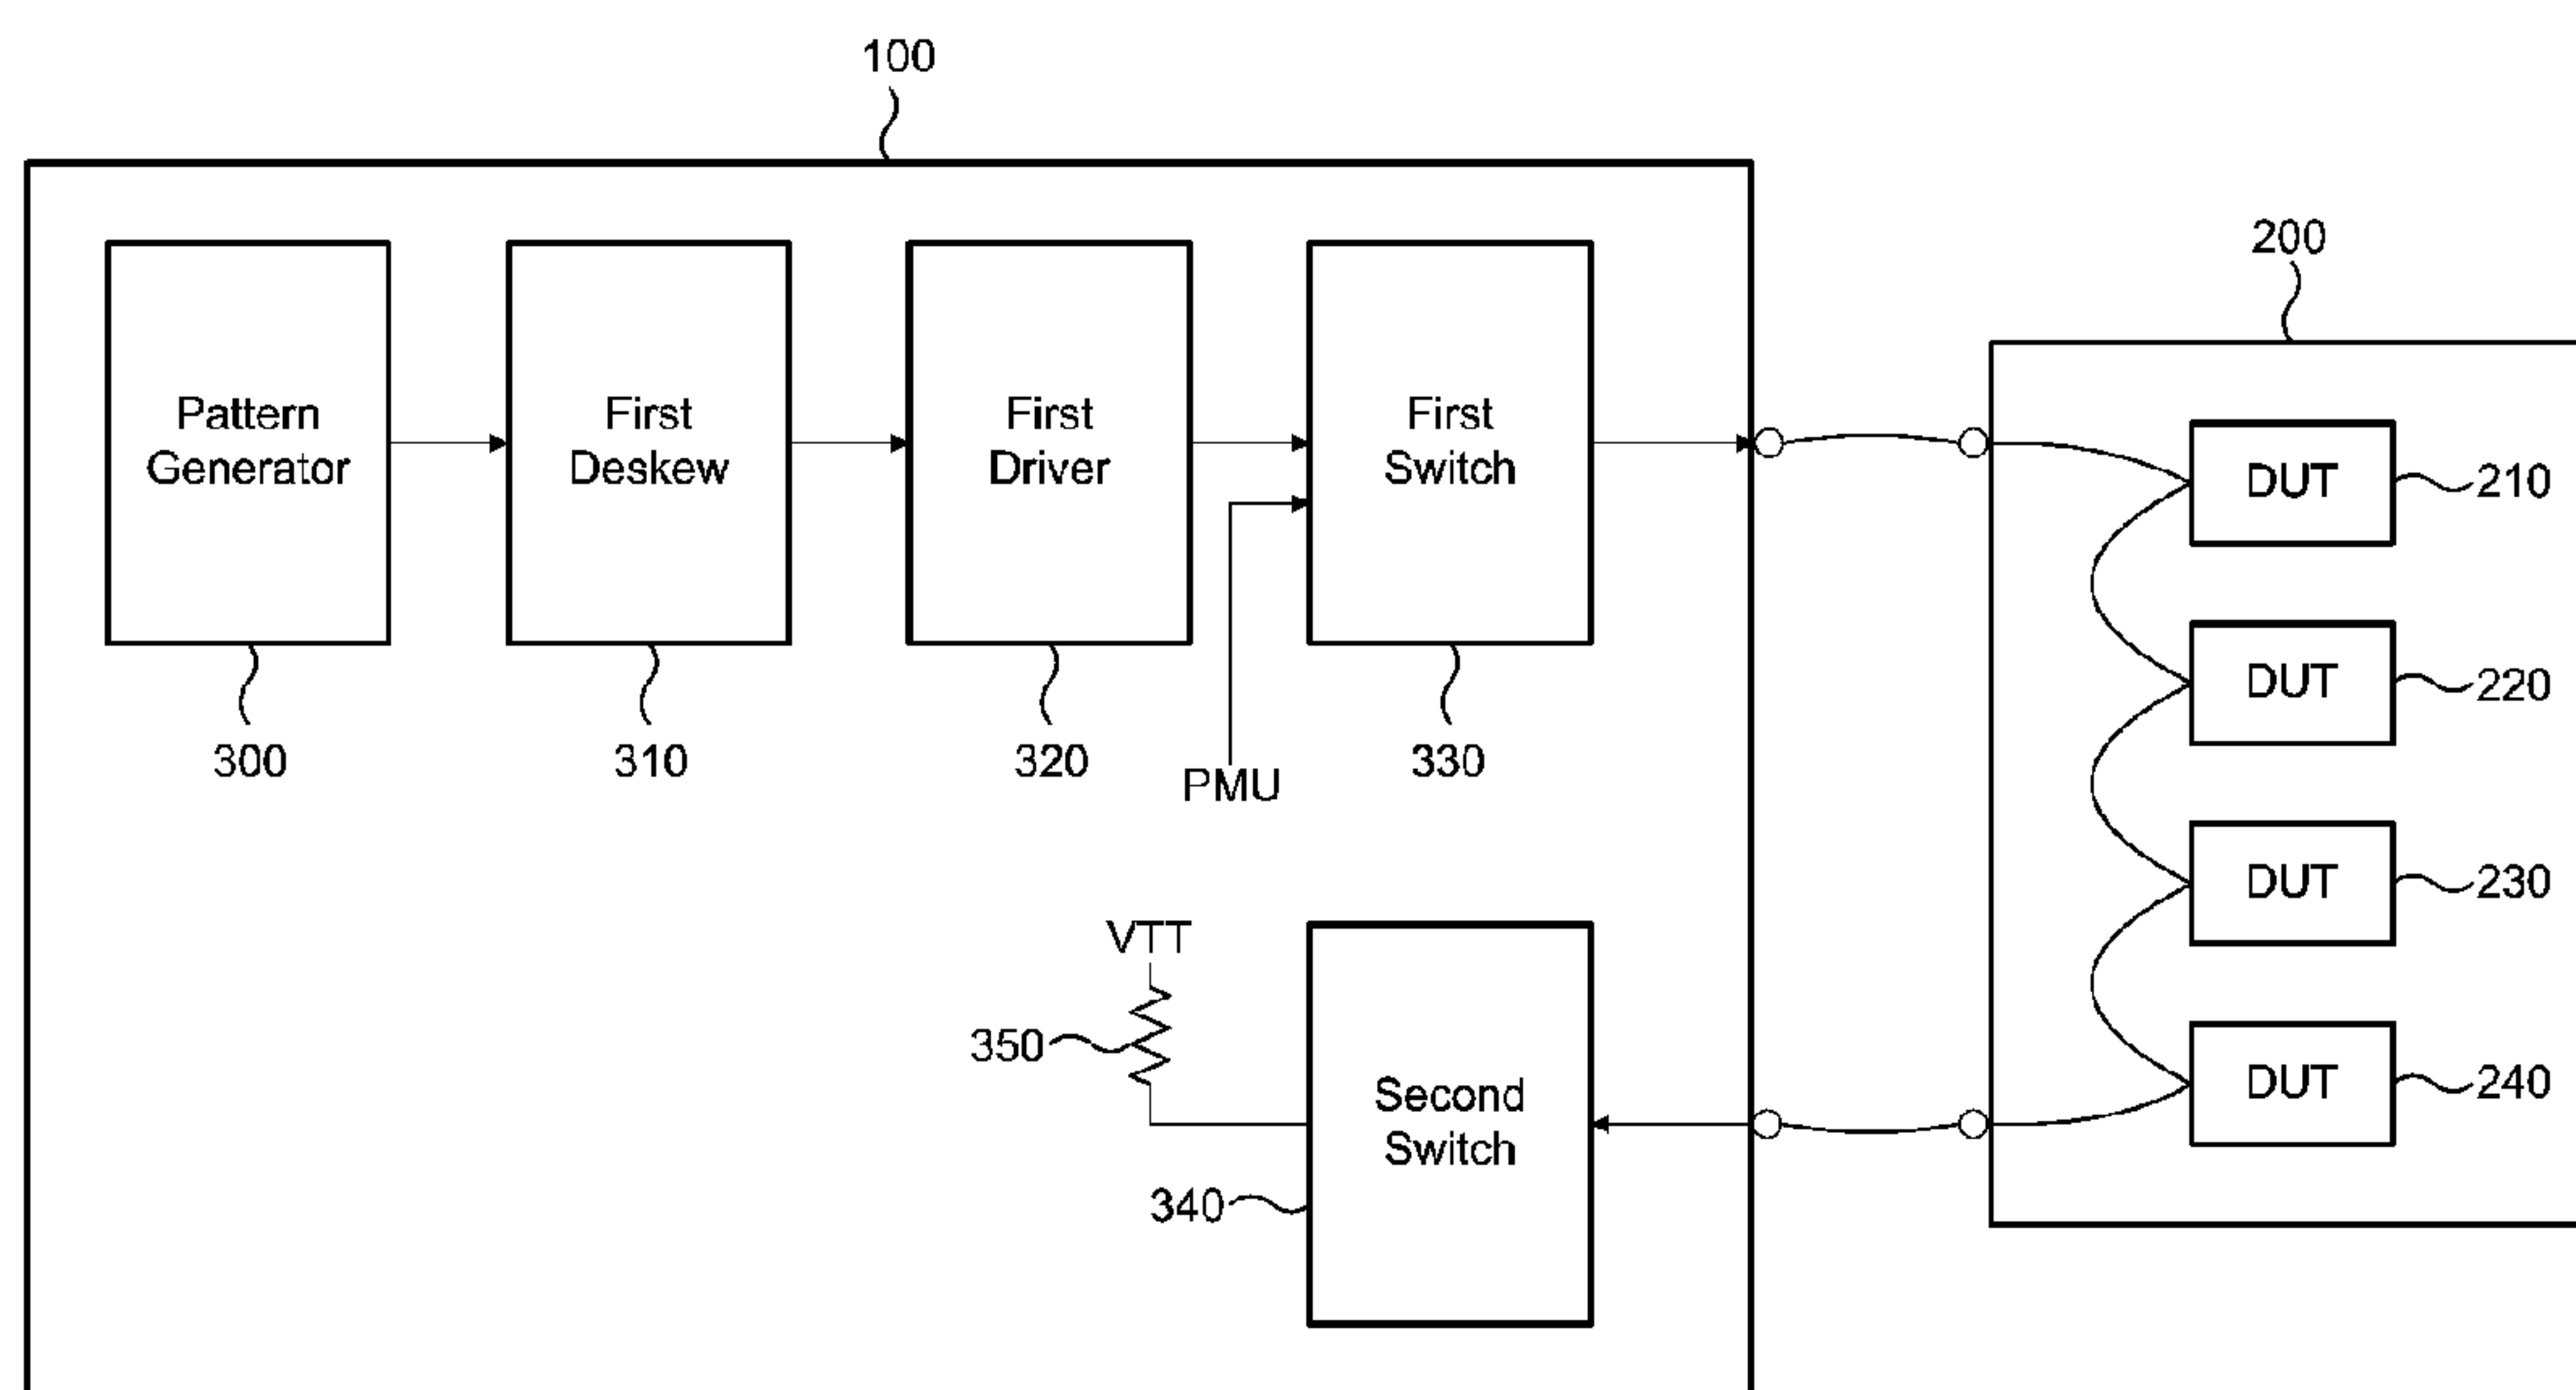 100
200
Pattern
Generator
First
Deskew
First
Driver
First
Switch
DUT
210
DUT
220
300
310
320
330
PMU
DUT
230
VTT
350
Second
Switch
340
DUT
240